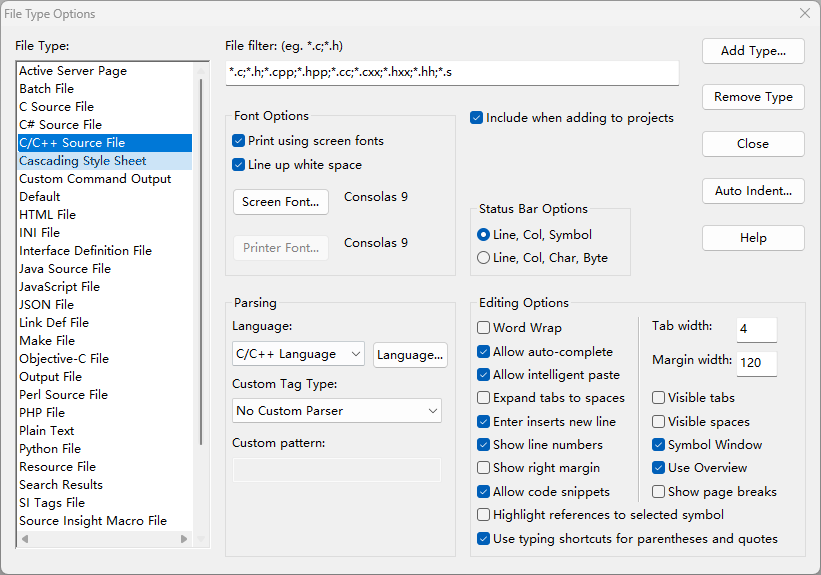 File Type Options
File Type:
Active Server Page
Batch File
C Source File
C# Source File
C/C++ Source File
Cascading Style Sheet
Custom Command Output
Default
HTML File
INI File
Interface Definition File
Java Source File
JavaScript File
JSON File
Link Def File
Make File
Objective-C File
Output File
Perl Source File
PHP File
Plain Text
Python File
Resource File
Search Results
SI Tags File
Source Insight Macro File
File filter: (eg. *.c;*.h)
*.c;*.h;*.cpp;*.hpp;*.cc;*.cxx;*.hxx;*.hh;*.s
Font Options
Print using screen fonts
Line up white space
Screen Font... Consolas 9
Printer Font... Consolas 9
Include when adding to projects
Status Bar Options
Line, Col, Symbol
Line, Col, Char, Byte
Add Type...
Remove Type
Close
Auto Indent...
Help
Parsing
Language:
C/C++ Language Language...
Custom Tag Type:
No Custom Parser
Custom pattern:
Editing Options
Word Wrap
Allow auto-complete
Allow intelligent paste
Expand tabs to spaces
Enter inserts new line
Show line numbers
Show right margin
Allow code snippets
Highlight references to selected symbol
Use typing shortcuts for parentheses and quotes
Tab width: 4
Margin width: 120
Visible tabs
Visible spaces
Symbol Window
Use Overview
Show page breaks